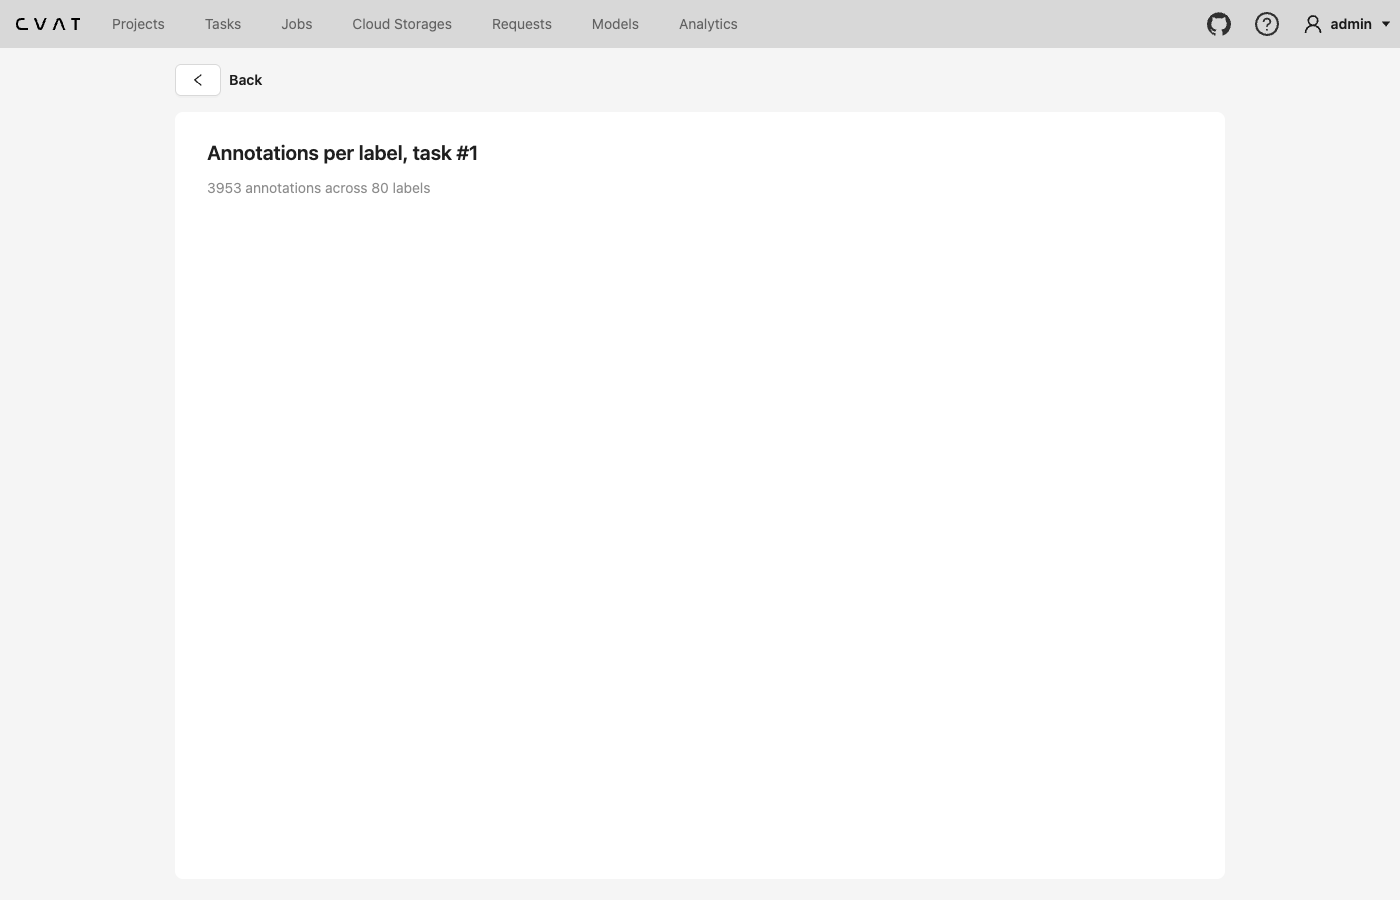 CVAT Projects Tasks Jobs Cloud Storages Requests Models Analytics admin
Back
Annotations per label, task #1
3953 annotations across 80 labels